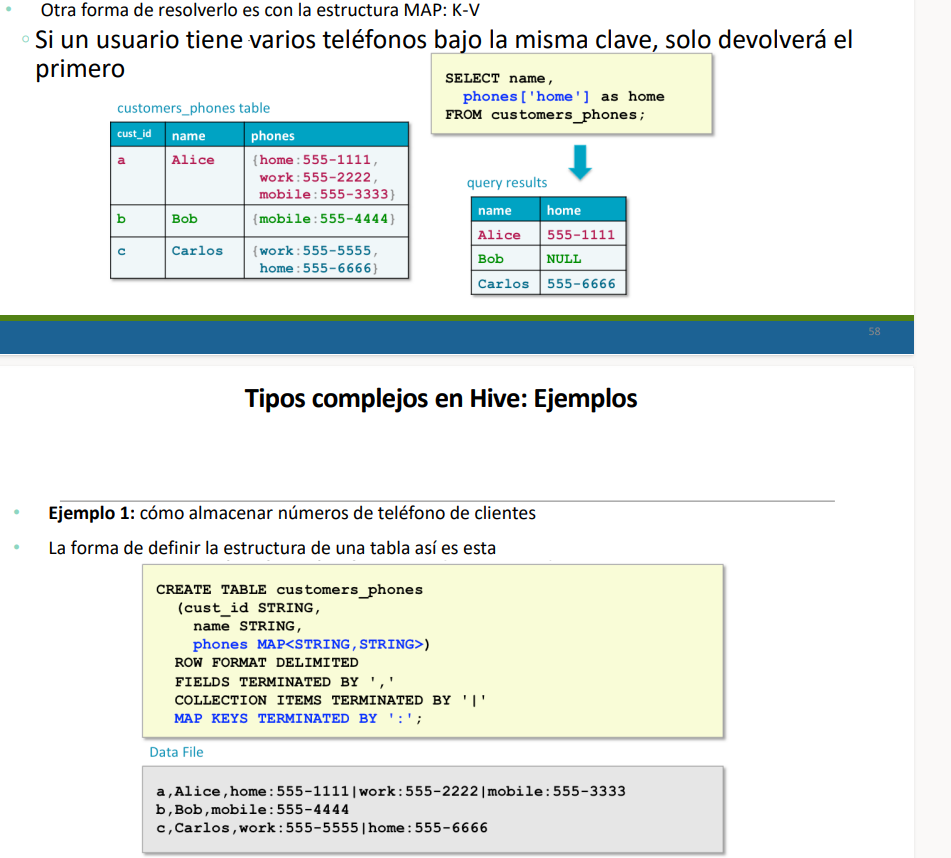 Otra forma de resolverlo es con la estructura MAP: K-V
Si un usuario tiene varios teléfonos bajo la misma clave, solo devolverá el
primero
SELECT name,
phones['home'] as home
FROM customers_phones;
customers_phones table
cust_id name phones
a Alice {home:555-1111,
work:555-2222,
mobile:555-3333}
b Bob {mobile:555-4444}
c Carlos {work:555-5555,
home:555-6666}
query results
name home
Alice 555-1111
Bob NULL
Carlos 555-6666
58
Tipos complejos en Hive: Ejemplos
Ejemplo 1: cómo almacenar números de teléfono de clientes
La forma de definir la estructura de una tabla así es esta
CREATE TABLE customers_phones
(cust_id STRING,
name STRING,
phones MAP<STRING,STRING>)
ROW FORMAT DELIMITED
FIELDS TERMINATED BY ','
COLLECTION ITEMS TERMINATED BY '|'
MAP KEYS TERMINATED BY ':';
Data File
a,Alice,home:555-1111|work:555-2222|mobile:555-3333
b,Bob,mobile:555-4444
c,Carlos,work:555-5555|home:555-6666